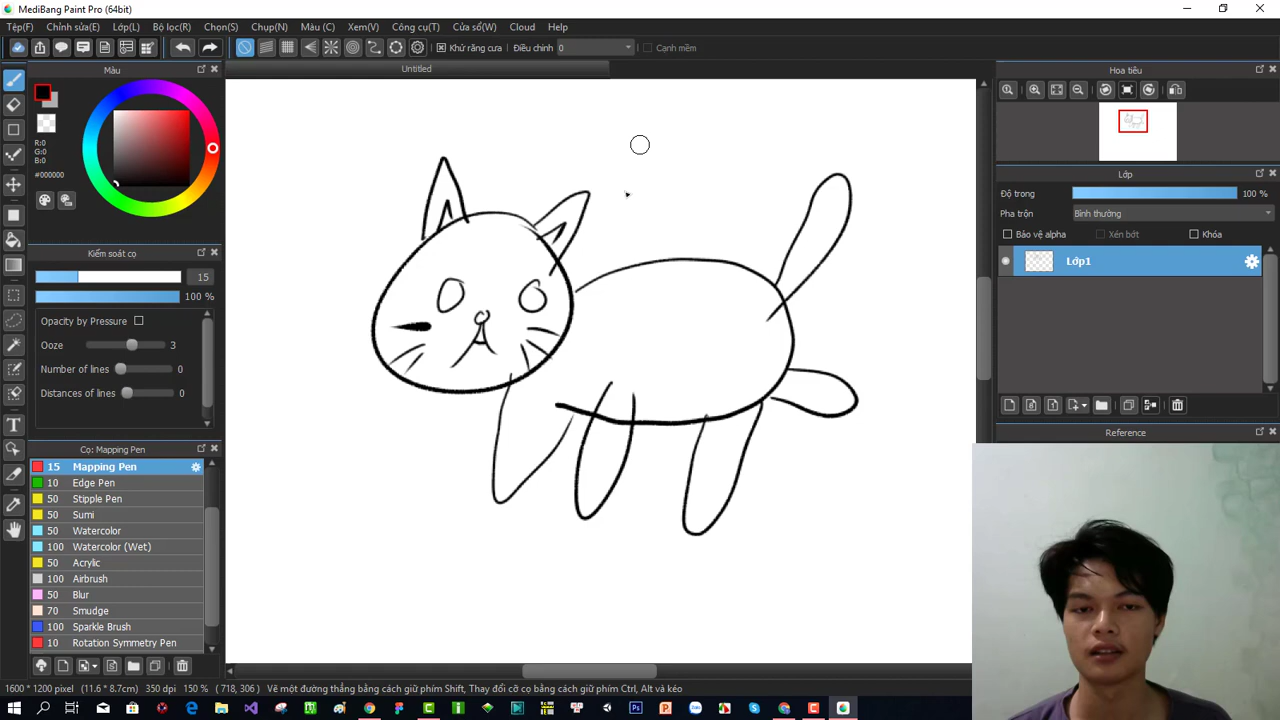 MediBang Paint Pro (64bit)
Tệp(F) Chỉnh sửa(E) Lớp(L) Bộ lọc(R) Chọn(S) Chụp(N) Màu (C) Xem(V) Công cụ(T) Cửa sổ(W) Cloud Help
Khử răng cưa Điều chỉnh 0 Cạnh mềm
Màu
R:0
G:0
B:0
#000000
Kiểm soát cọ
15
100 %
Opacity by Pressure
Ooze 3
Number of lines 0
Distances of lines 0
Cọ: Mapping Pen
15 Mapping Pen
10 Edge Pen
50 Stipple Pen
50 Sumi
50 Watercolor
100 Watercolor (Wet)
50 Acrylic
100 Airbrush
50 Blur
70 Smudge
100 Sparkle Brush
10 Rotation Symmetry Pen
Untitled
Hoa tiêu
Lớp
Độ trong 100 %
Pha trộn Bình thường
Bảo vệ alpha Xén bớt Khóa
Lớp1
Reference
1600 * 1200 pixel (11.6 * 8.7cm) 350 dpi 150 % ( 718, 306 ) Vẽ một đường thẳng bằng cách giữ phím Shift, Thay đổi cỡ cọ bằng cách giữ phím Ctrl, Alt và kéo